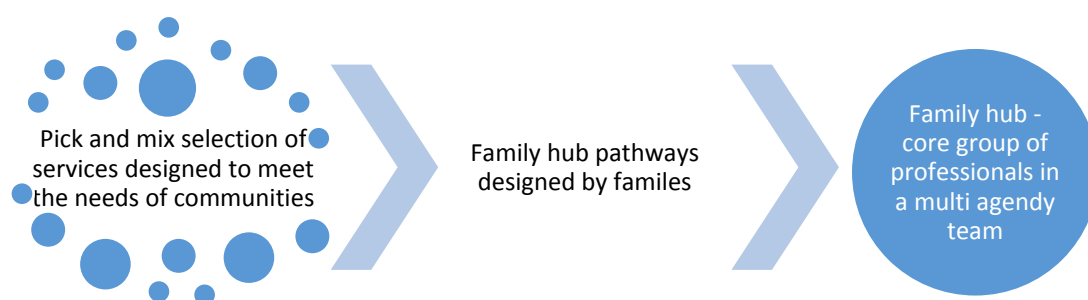 Pick and mix selection of
services designed to meet
the needs of communities
Family hub pathways
designed by familes
Family hub -
core group of
professionals in
a multi agendy
team